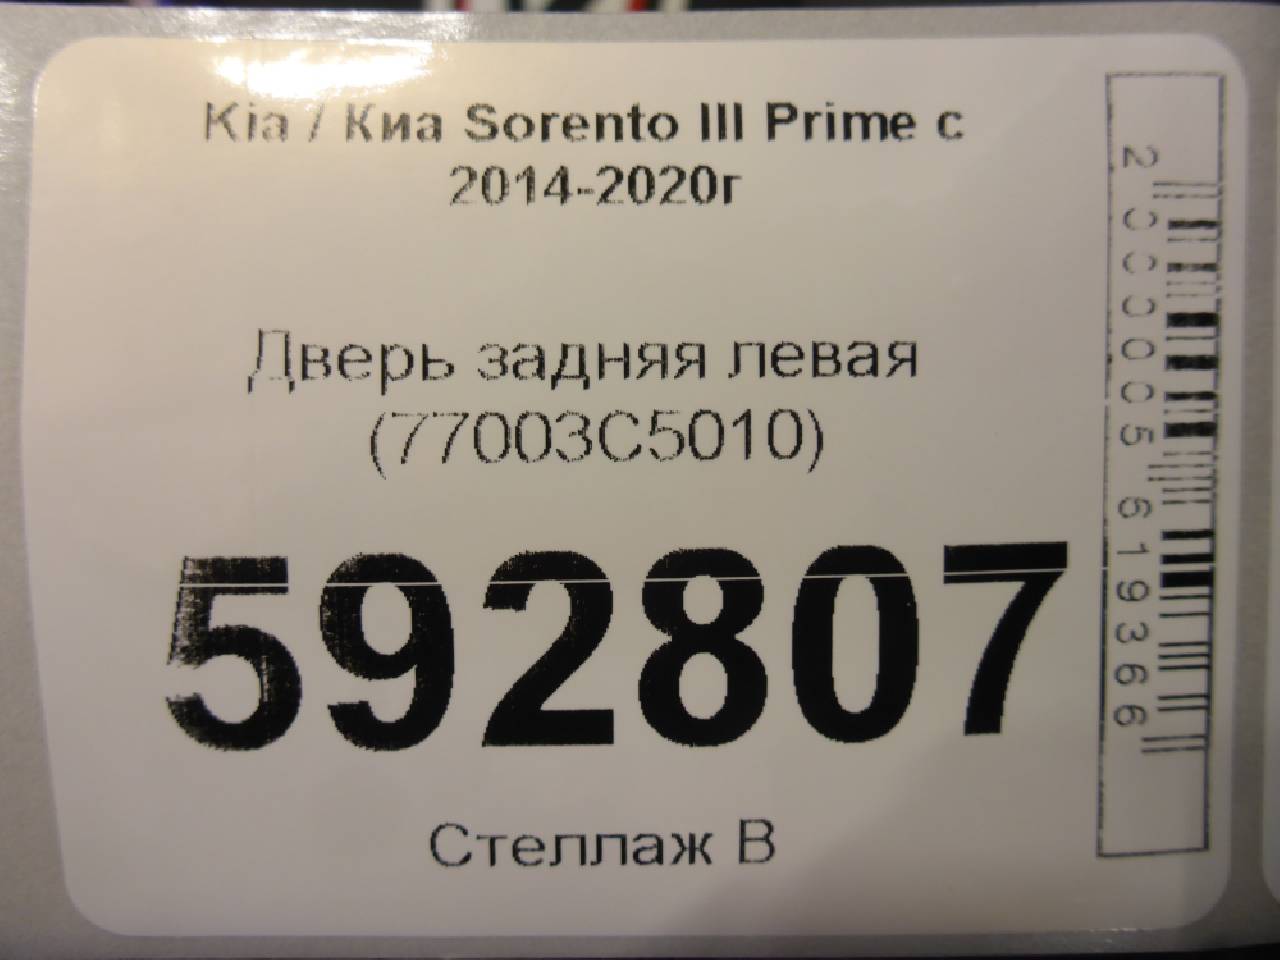 Kia / Киа Sorento III Prime с
2014-2020г
Дверь задняя левая
(77003C5010)
592807
Стеллаж В
2000005619366